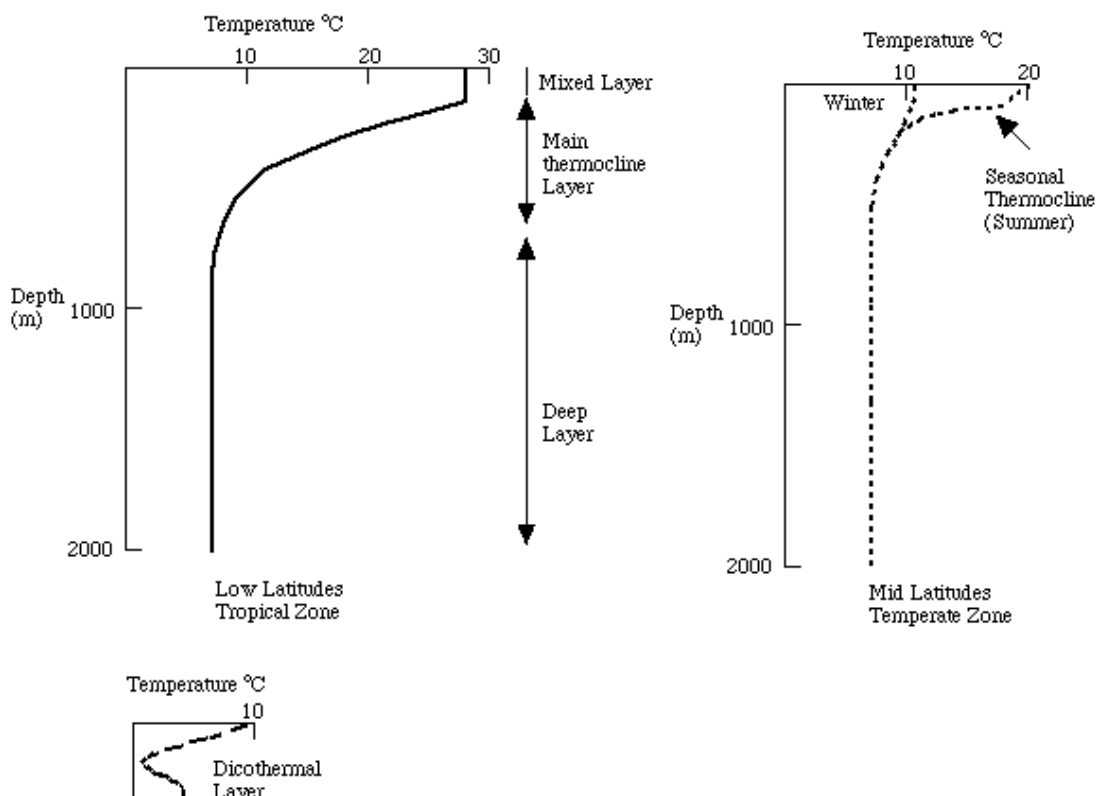 Temperature °C
10 20 30
Mixed Layer
Main
thermocline
Layer
Depth
(m)
1000
Deep
Layer
2000
Low Latitudes
Tropical Zone
Temperature °C
10 20
Winter
Seasonal
Thermocline
(Summer)
Depth
(m)
1000
2000
Mid Latitudes
Temperate Zone
Temperature °C
10
Dicothermal
Layer